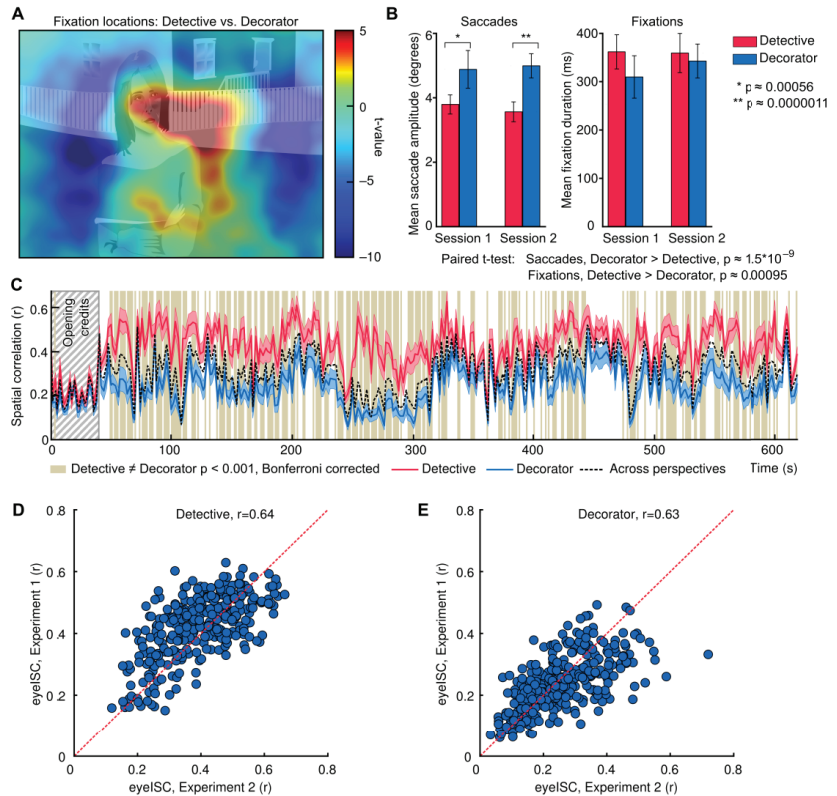 A
Fixation locations: Detective vs. Decorator
5
0
−5
−10
t-value
B
Saccades
Mean saccade amplitude (degrees)
6
4
2
0
*
**
Session 1
Session 2
Fixations
Mean fixation duration (ms)
400
300
200
100
0
Session 1
Session 2
Detective
Decorator
* p ≈ 0.00056
** p ≈ 0.0000011
Paired t-test: Saccades, Decorator > Detective, p ≈ 1.5*10⁻⁹
Fixations, Detective > Decorator, p ≈ 0.00095
C
Spatial correlation (r)
0.6
0.4
0.2
0
Opening
credits
0 100 200 300 400 500 600
Detective ≠ Decorator p < 0.001, Bonferroni corrected Detective Decorator Across perspectives Time (s)
D
Detective, r=0.64
eyeISC, Experiment 1 (r)
0.8
0.6
0.4
0.2
0
0 0.2 0.4 0.6 0.8
eyeISC, Experiment 2 (r)
E
Decorator, r=0.63
eyeISC, Experiment 1 (r)
0.8
0.6
0.4
0.2
0
0 0.2 0.4 0.6 0.8
eyeISC, Experiment 2 (r)